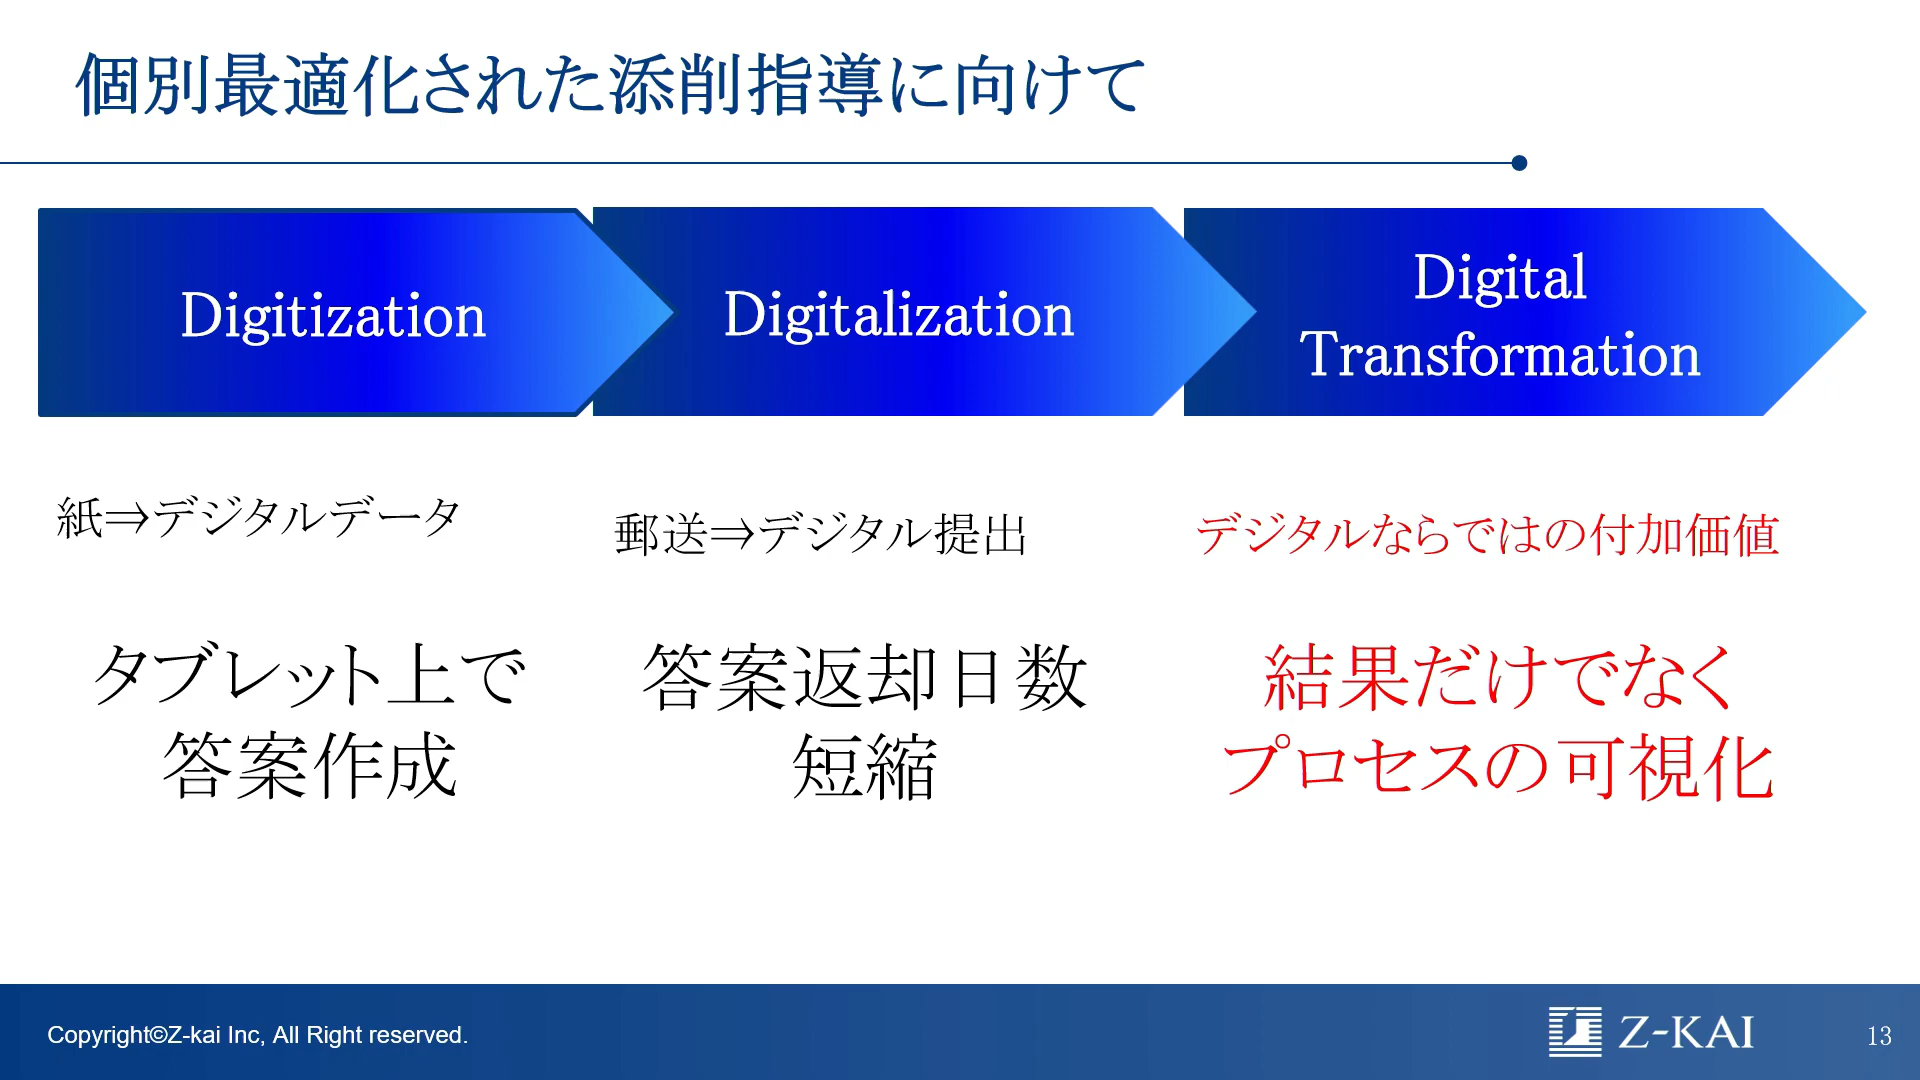 個別最適化された添削指導に向けて
Digitization
Digitalization
Digital
Transformation
紙⇒デジタルデータ
郵送⇒デジタル提出
デジタルならではの付加価値
タブレット上で
答案作成
答案返却日数
短縮
結果だけでなく
プロセスの可視化
Copyright©Z-kai Inc, All Right reserved.
Z-KAI
13